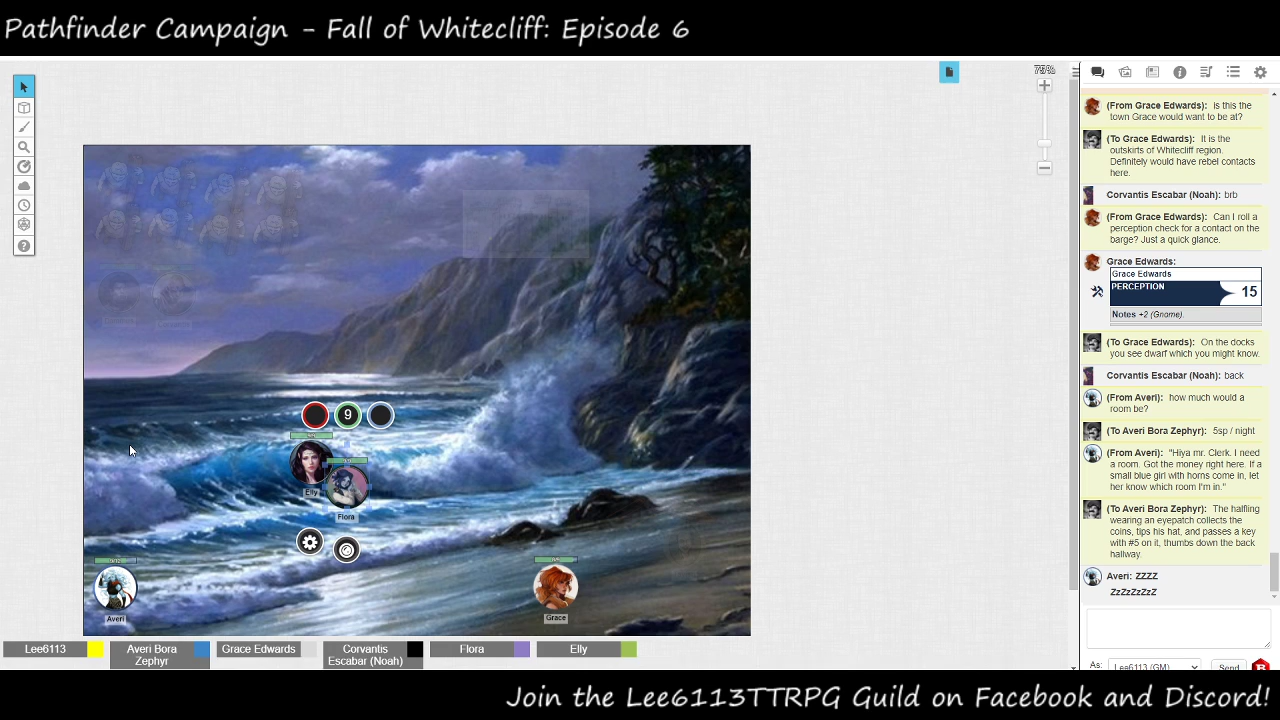 Pathfinder Campaign - Fall of Whitecliff: Episode 6
75%
(From Grace Edwards): is this the
town Grace would want to be at?
(To Grace Edwards): It is the
outskirts of Whitecliff region.
Definitely would have rebel contacts
here.
Corvantis Escabar (Noah): brb
(From Grace Edwards): Can I roll a
perception check for a contact on the
barge? Just a quick glance.
Grace Edwards:
Grace Edwards
PERCEPTION 15
Notes +2 (Gnome).
(To Grace Edwards): On the docks
you see dwarf which you might know.
Corvantis Escabar (Noah): back
(From Averi): how much would a
room be?
(To Averi Bora Zephyr): 5sp / night
(From Averi): "Hiya mr. Clerk. I need
a room. Got the money right here. If a
small blue girl with horns come in, let
her know which room I'm in."
(To Averi Bora Zephyr): The halfling
wearing an eyepatch collects the
coins, tips his hat, and passes a key
with #5 on it, thumbs down the back
hallway.
Averi: ZZZZ
ZzZzZzZzZ
As: Lee6113 (GM) Send
9
Elly
Flora
Averi
Grace
Lee6113
Averi Bora
Zephyr
Grace Edwards
Corvantis
Escabar (Noah)
Flora
Elly
Join the Lee6113TTRPG Guild on Facebook and Discord!